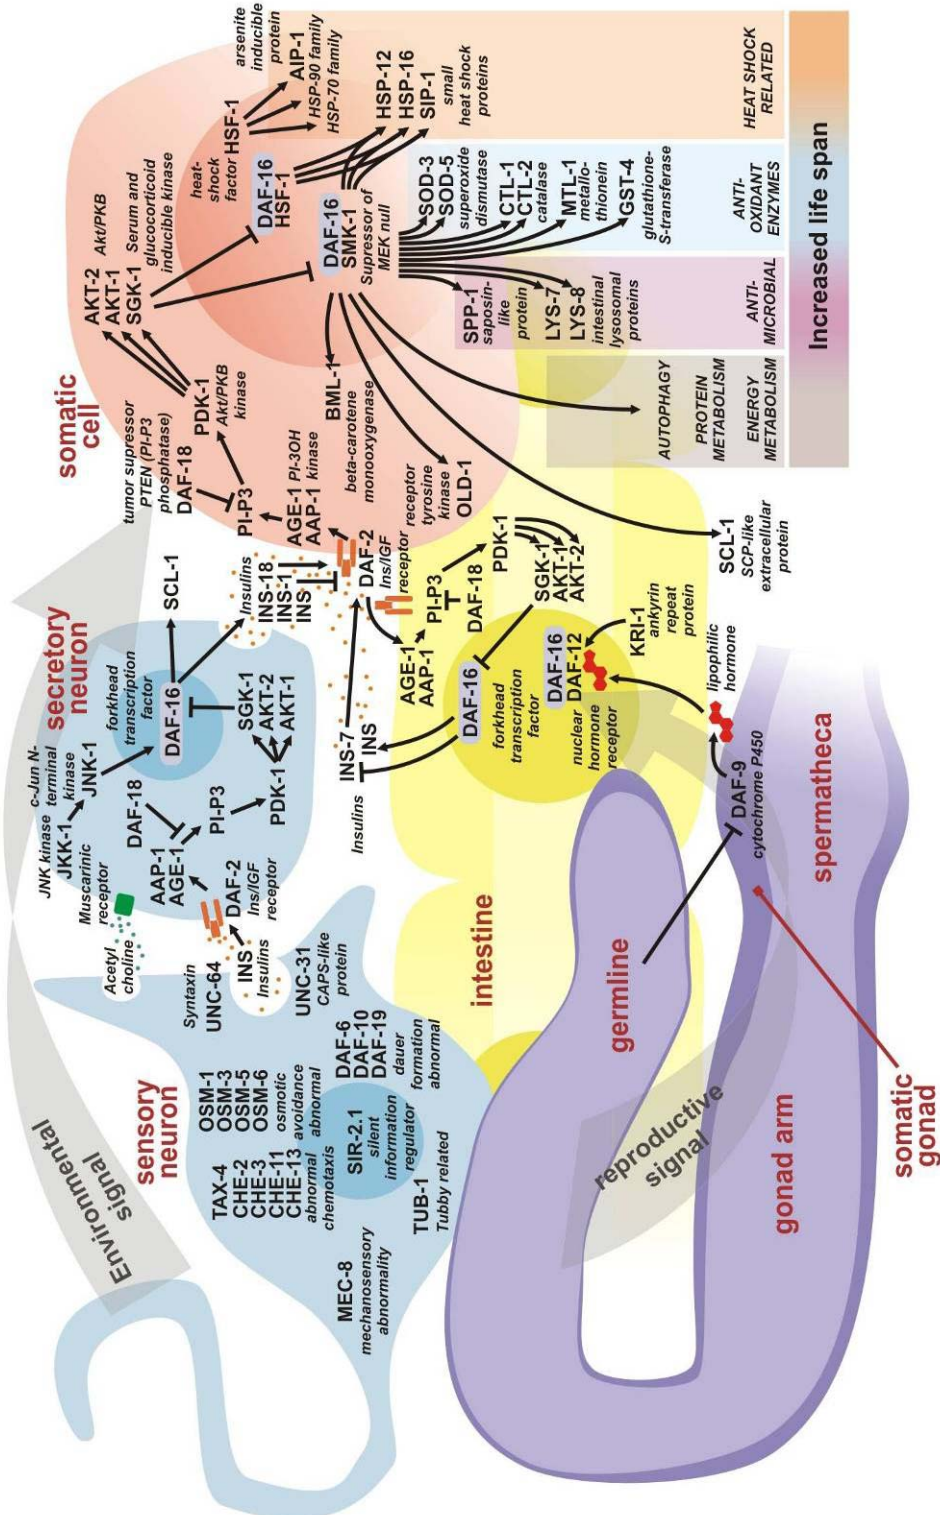 Environmental
signal
sensory
neuron
TAX-4
CHE-2
CHE-3
CHE-11
CHE-13
abnormal
chemotaxis
OSM-1
OSM-3
OSM-5
OSM-6
osmotic
avoidance
abnormal
SIR-2.1
silent
information
regulator
DAF-6
DAF-10
DAF-19
dauer
formation
abnormal
MEC-8
mechanosensory
abnormality
TUB-1
Tubby related
Syntaxin
UNC-64
INS
Insulins
UNC-31
CAPS-like
protein
Acetyl
choline
Muscarinic
receptor
secretory
neuron
JNK kinase
JKK-1
c-Jun N-
terminal
kinase
JNK-1
DAF-18
AAP-1
AGE-1
DAF-2
Ins/IGF
receptor
PI-P3
PDK-1
SGK-1
AKT-2
AKT-1
forkhead
transcription
factor
DAF-16
SCL-1
Insulins
INS-18
INS-1
INS
somatic
cell
tumor supressor
PTEN (PI-P3
phosphatase)
DAF-18
PI-P3
PDK-1
Akt/PKB
kinase
AGE-1
AAP-1
PI-3OH
kinase
DAF-2
Ins/IGF
receptor
AKT-2
AKT-1
SGK-1
Akt/PKB
Serum and
glucocorticoid
inducible kinase
heat-
shock
factor
HSF-1
arsenite
inducible
protein
AIP-1
HSP-90 family
HSP-70 family
DAF-16
HSF-1
DAF-16
SMK-1
Supressor of
MEK null
HSP-12
HSP-16
SIP-1
small
heat shock
proteins
SOD-3
SOD-5
superoxide
dismutase
CTL-1
CTL-2
catalase
MTL-1
metallo-
thionein
GST-4
glutathione-
S-transferase
SPP-1
saposin-
like
protein
LYS-7
LYS-8
intestinal
lysosomal
proteins
BML-1
beta-carotene
monooxygenase
receptor
tyrosine
kinase
OLD-1
SCL-1
SCP-like
extracellular
protein
AUTOPHAGY
PROTEIN
METABOLISM
ENERGY
METABOLISM
ANTI-
MICROBIAL
ANTI-
OXIDANT
ENZYMES
HEAT SHOCK
RELATED
Increased life span
intestine
Insulins
INS-7
INS
AGE-1
AAP-1
PI-P3
DAF-18
PDK-1
SGK-1
AKT-1
AKT-2
DAF-16
forkhead
transcription
factor
DAF-16
DAF-12
nuclear
hormone
receptor
KRI-1
ankyrin
repeat
protein
lipophilic
hormone
DAF-9
cytochrome P450
germline
reproductive
signal
gonad arm
spermatheca
somatic
gonad